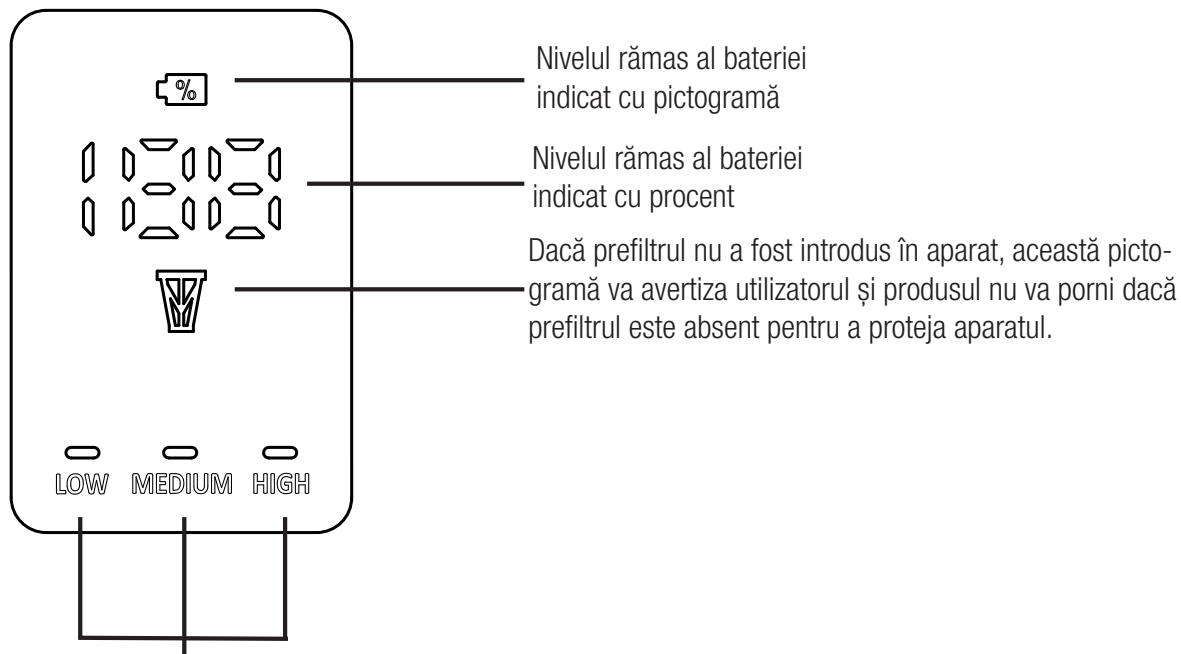 %
Nivelul rămas al bateriei
indicat cu pictogramă
188
Nivelul rămas al bateriei
indicat cu procent
Dacă prefiltrul nu a fost introdus în aparat, această picto-
gramă va avertiza utilizatorul și produsul nu va porni dacă
prefiltrul este absent pentru a proteja aparatul.
LOW MEDIUM HIGH